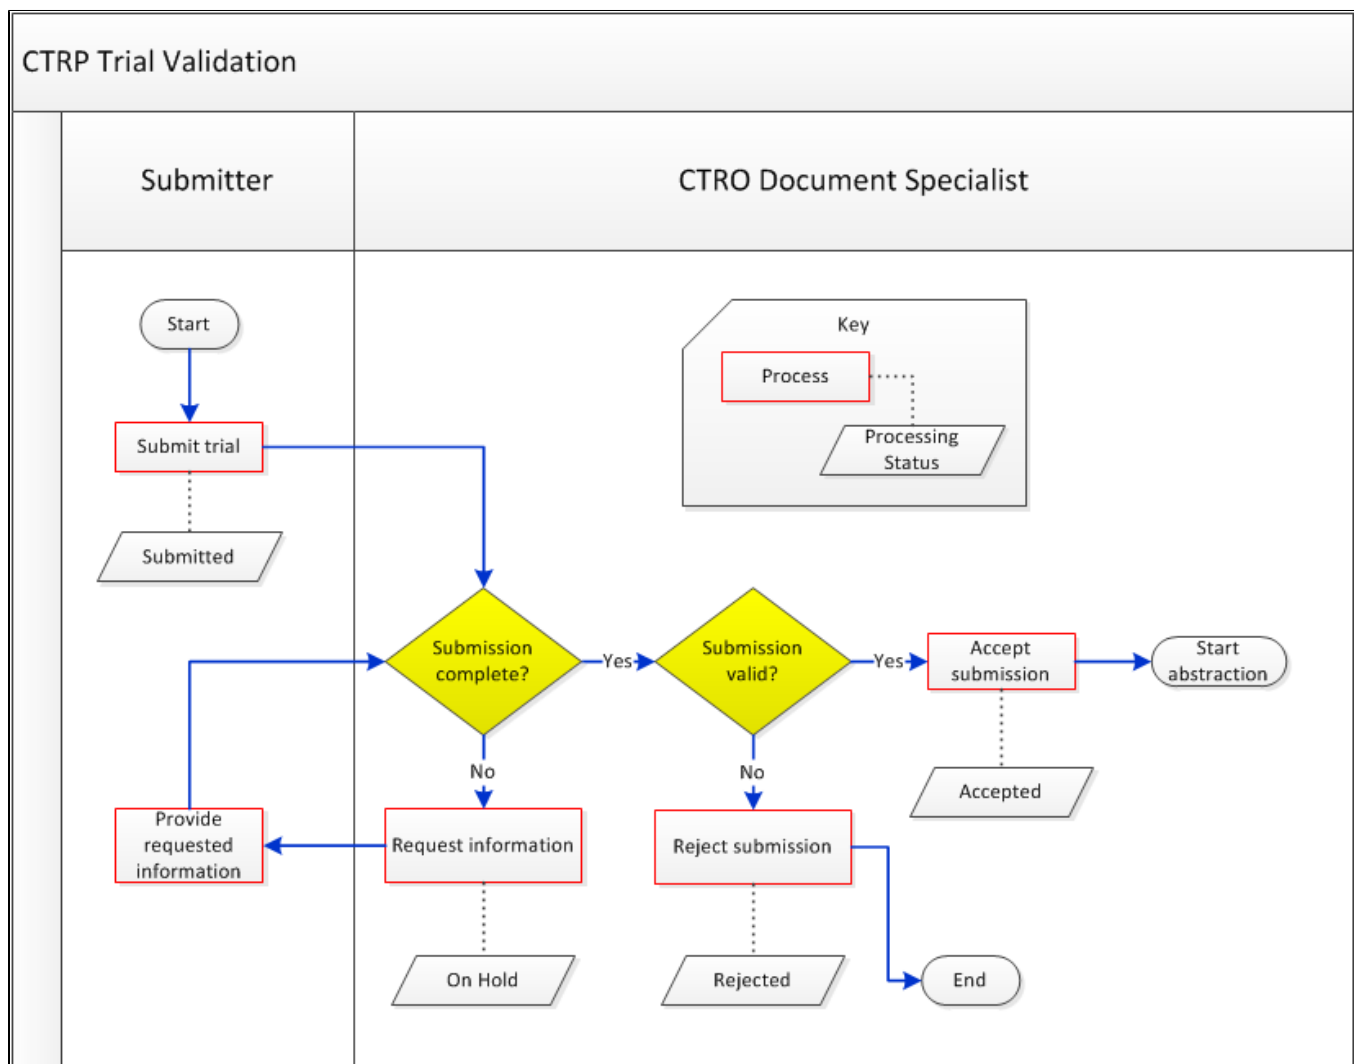 CTRP Trial Validation
Submitter
CTRO Document Specialist
Start
Key
Process
Processing
Status
Submit trial
Submitted
Submission
complete?
Yes
Submission
valid?
Yes
Accept
submission
Start
abstraction
No
No
Accepted
Provide
requested
information
Request information
Reject submission
On Hold
Rejected
End